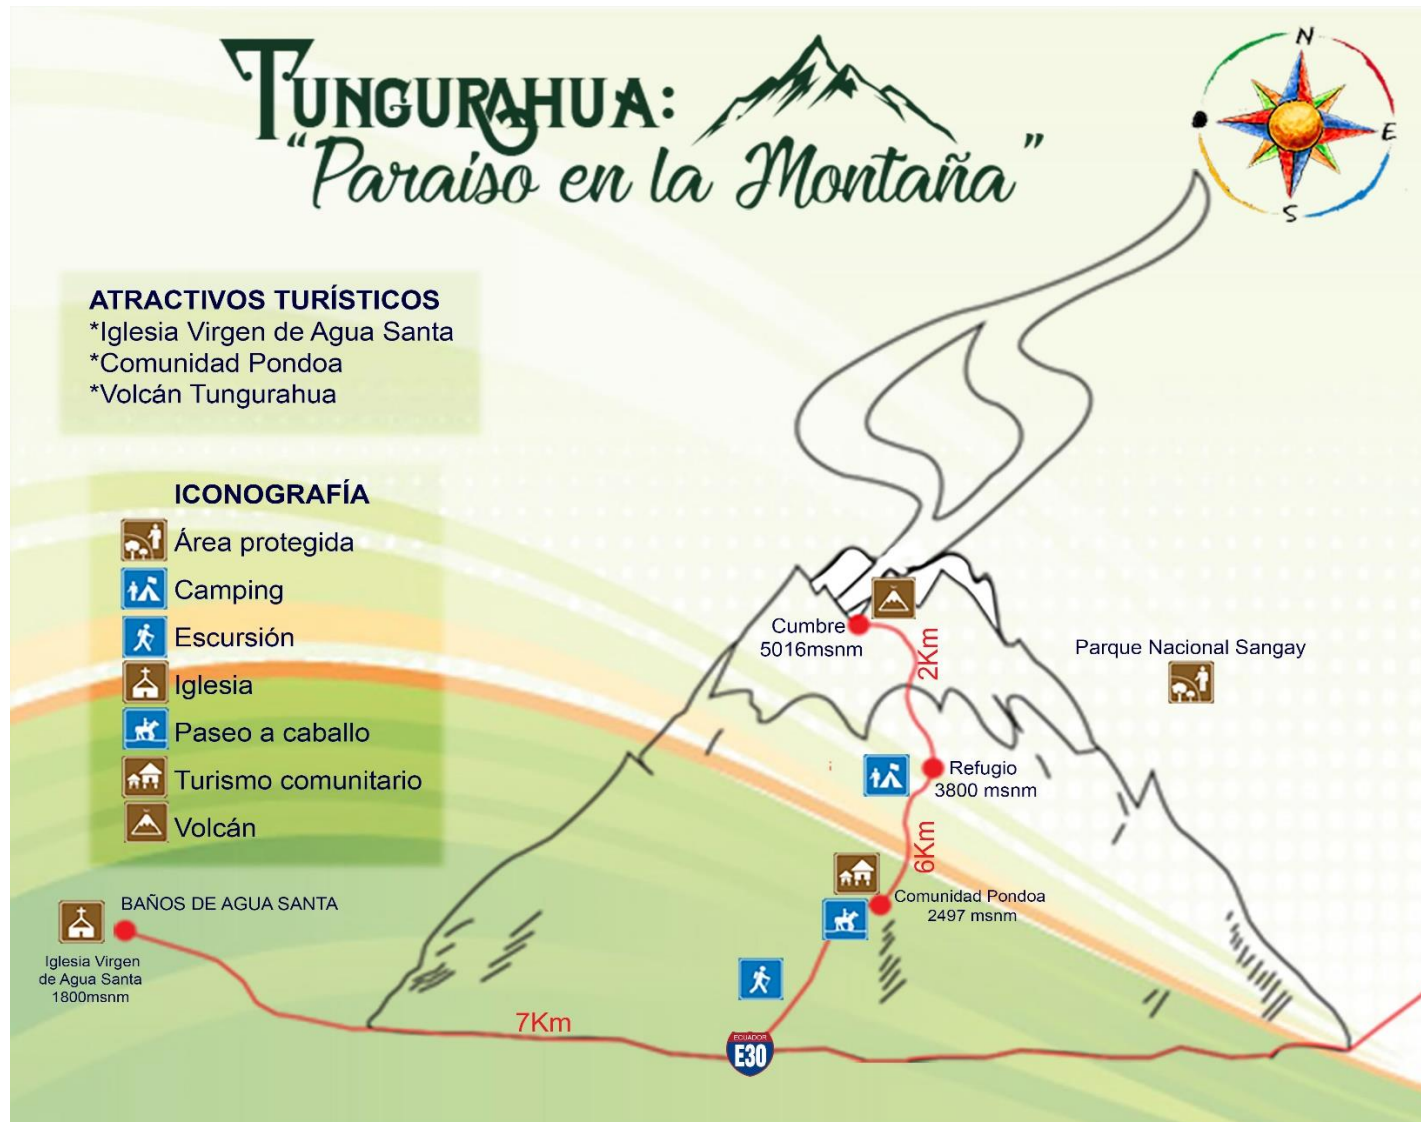 TUNGURAHUA:
"Paraiso en la Montaña"
N
E
S
ATRACTIVOS TURÍSTICOS
*Iglesia Virgen de Agua Santa
*Comunidad Pondoa
*Volcán Tungurahua
ICONOGRAFÍA
Área protegida
Camping
Escursión
Iglesia
Paseo a caballo
Turismo comunitario
Volcán
Cumbre
5016msnm
2Km
Parque Nacional Sangay
Refugio
3800 msnm
6Km
Comunidad Pondoa
2497 msnm
BAÑOS DE AGUA SANTA
Iglesia Virgen
de Agua Santa
1800msnm
7Km
ECUADOR
E30